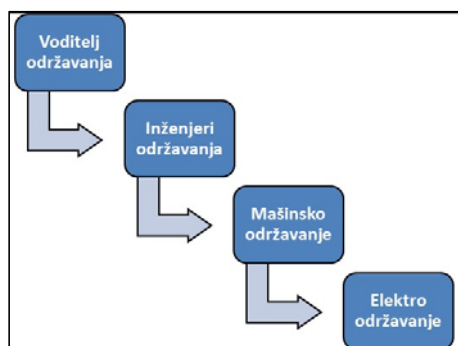 Voditelj
održavanja
Inženjeri
održavanja
Mašinsko
održavanje
Elektro
održavanje